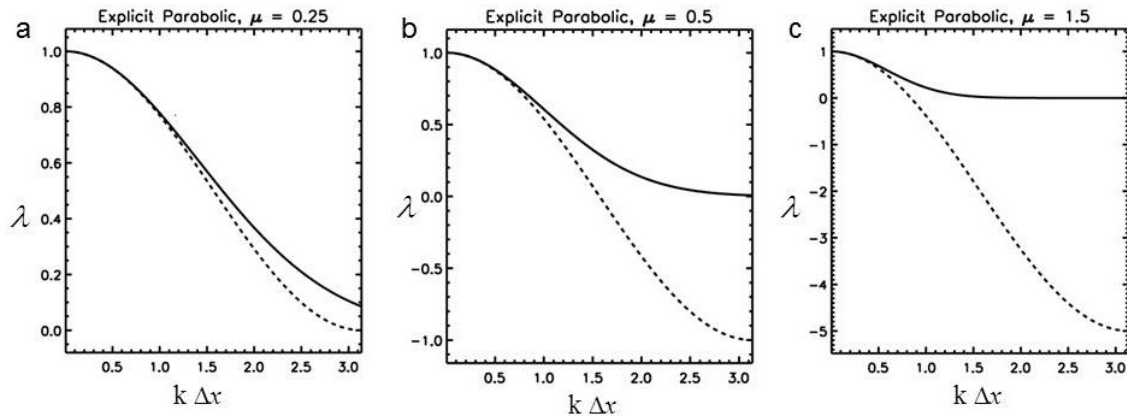 a
Explicit Parabolic, μ = 0.25
1.0
0.8
0.6
λ
0.4
0.2
0.0
0.5 1.0 1.5 2.0 2.5 3.0
k Δx
b
Explicit Parabolic, μ = 0.5
1.0
0.5
0.0
λ
-0.5
-1.0
0.5 1.0 1.5 2.0 2.5 3.0
k Δx
c
Explicit Parabolic, μ = 1.5
1
0
-1
-2
λ
-3
-4
-5
0.5 1.0 1.5 2.0 2.5 3.0
k Δx